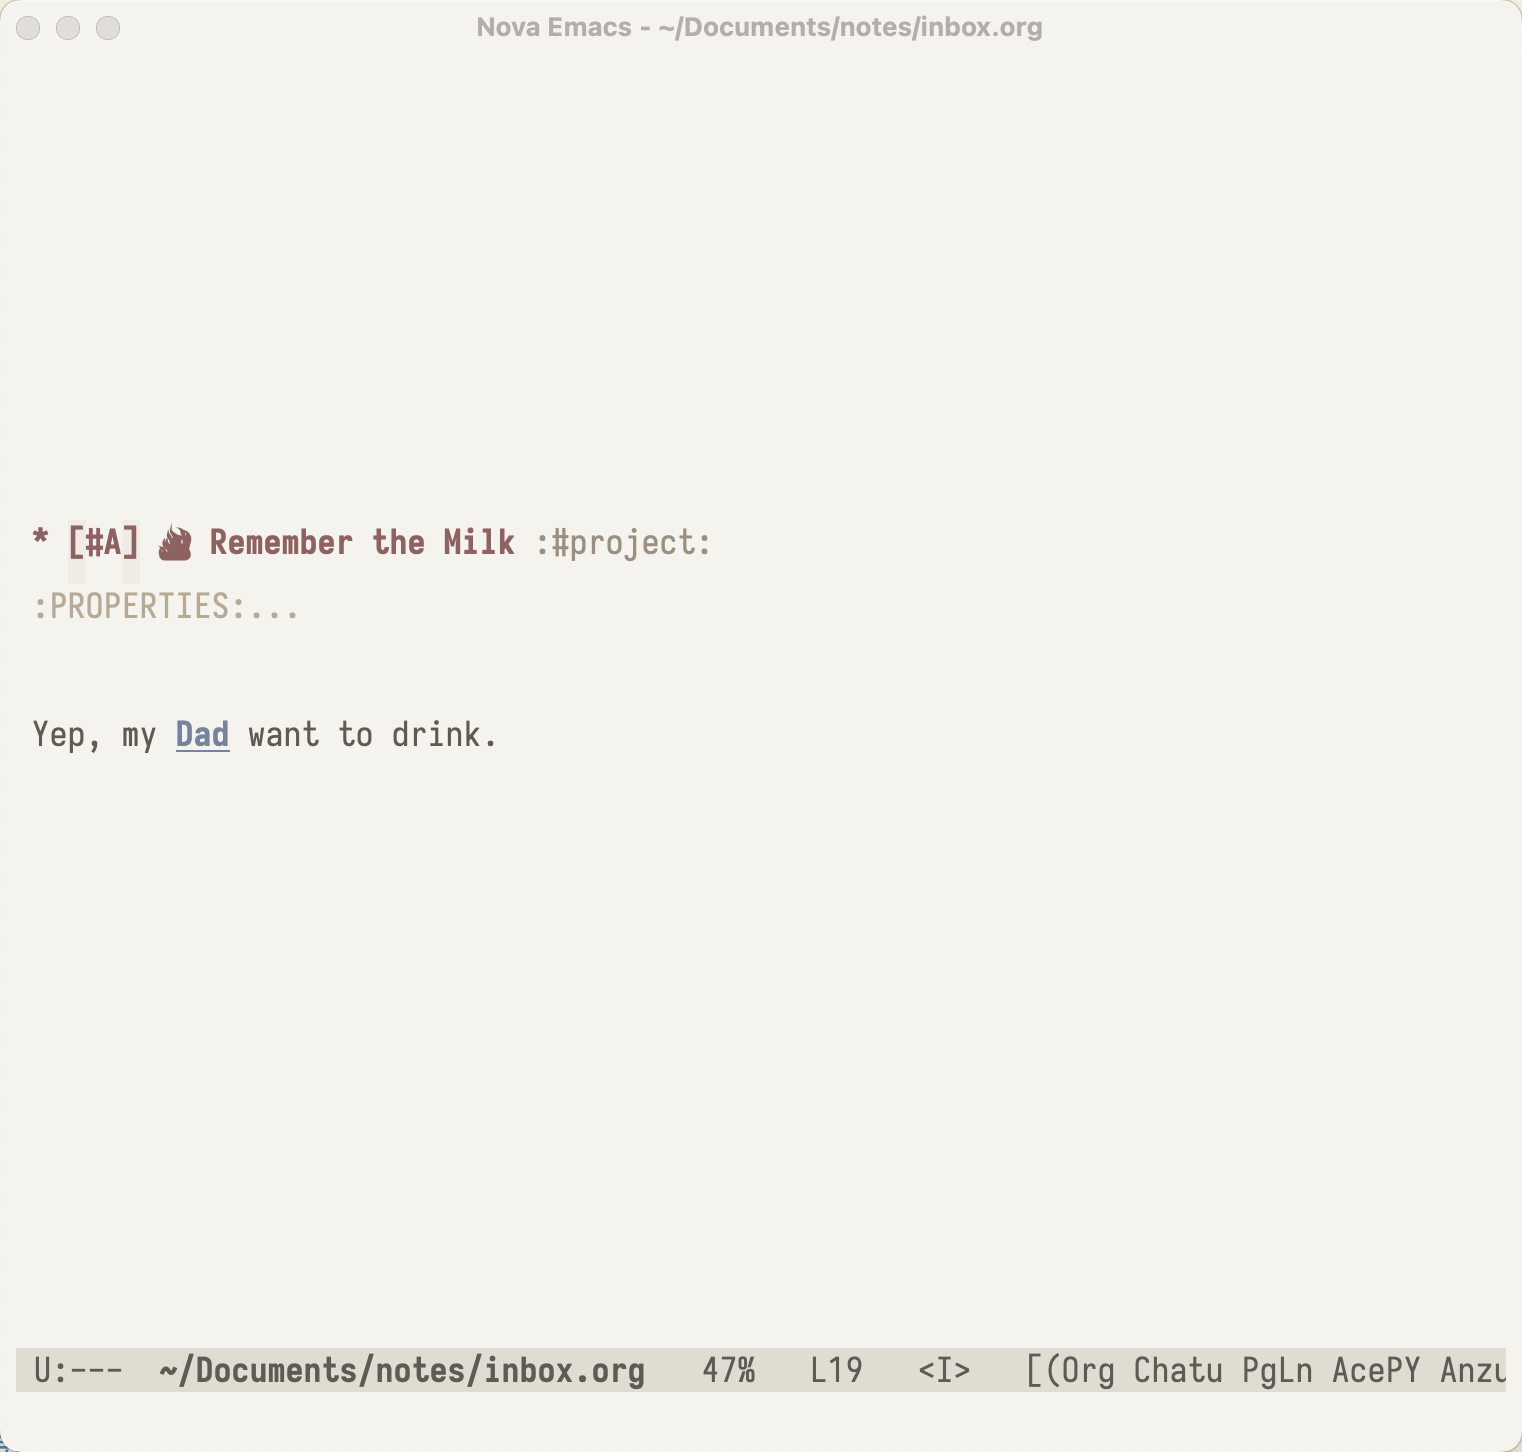 Nova Emacs - ~/Documents/notes/inbox.org
* [#A] Remember the Milk :#project:
:PROPERTIES:...
Yep, my Dad want to drink.
U:--- ~/Documents/notes/inbox.org 47% L19 <I> [(Org Chatu PgLn AcePY Anzu